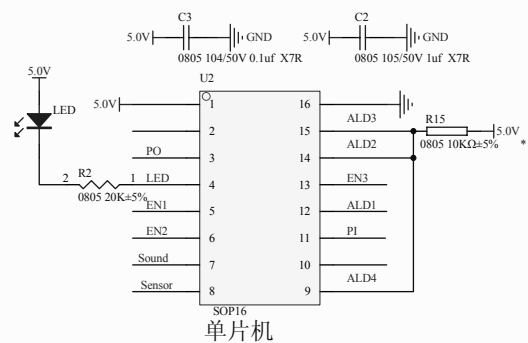 C3
5.0V
GND
0805 104/50V 0.1uf X7R
C2
5.0V
GND
0805 105/50V 1uf X7R
5.0V
LED
U2
5.0V
1
16
2
15
ALD3
R15
5.0V
0805 10KΩ±5%
*
PO
3
14
ALD2
2
R2
1
LED
0805 20K±5%
4
13
EN3
EN1
5
12
ALD1
EN2
6
11
PI
Sound
7
10
Sensor
8
9
ALD4
SOP16
单片机